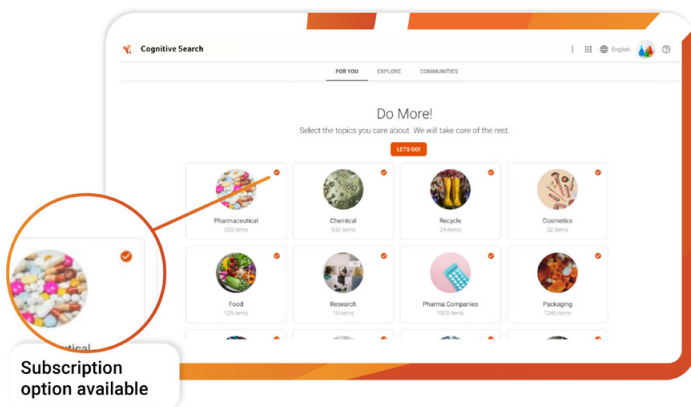 Cognitive Search
English
FOR YOU EXPLORE COMMUNITIES
Do More!
Select the topics you care about. We will take care of the rest.
LETS GO!
Pharmaceutical
200 items
Chemical
532 items
Recycle
24 items
Cosmetics
32 items
Food
125 items
Research
15 items
Pharma Companies
1925 items
Packaging
1245 items
Subscription
option available